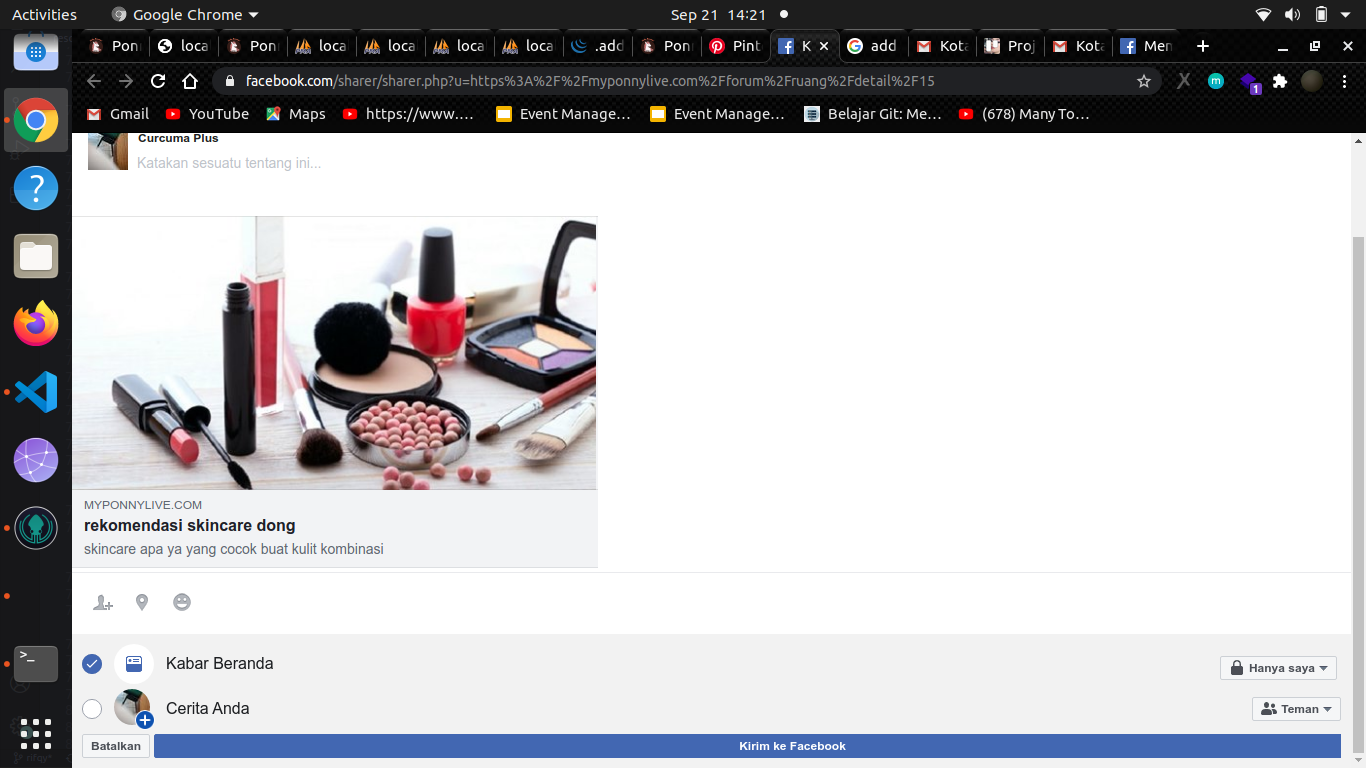 Activities
Google Chrome
Sep 21 14:21
Pon
loca
Pon
loca
loca
loca
loca
.add
Pon
Pint
K
add
Kota
Proj
Kota
Men
facebook.com/sharer/sharer.php?u=https%3A%2F%2Fmyponnylive.com%2Fforum%2Fruang%2Fdetail%2F15
1
Gmail
YouTube
Maps
https://www....
Event Manage...
Event Manage...
Belajar Git: Me...
(678) Many To...
Curcuma Plus
Katakan sesuatu tentang ini...
MYPONNYLIVE.COM
rekomendasi skincare dong
skincare apa ya yang cocok buat kulit kombinasi
Kabar Beranda
Hanya saya
Cerita Anda
Teman
Batalkan
Kirim ke Facebook